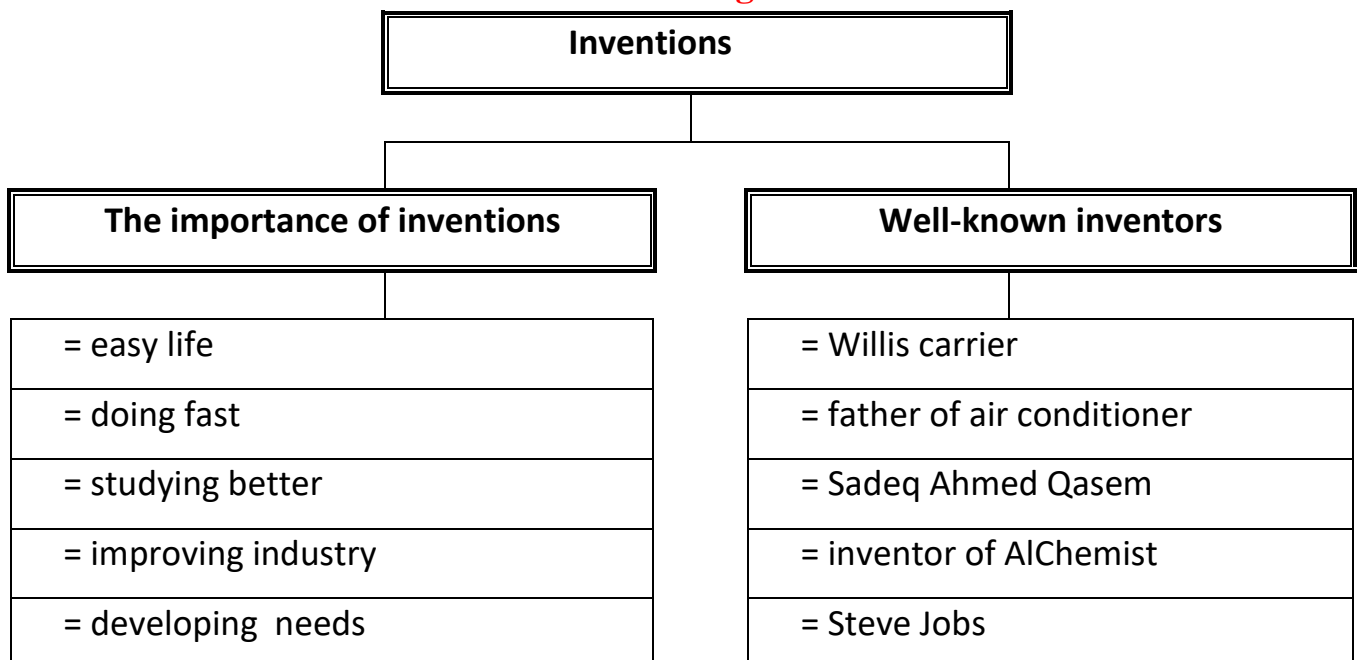 Inventions
The importance of inventions
Well-known inventors
= easy life
= doing fast
= studying better
= improving industry
= developing needs
= Willis carrier
= father of air conditioner
= Sadeq Ahmed Qasem
= inventor of AlChemist
= Steve Jobs